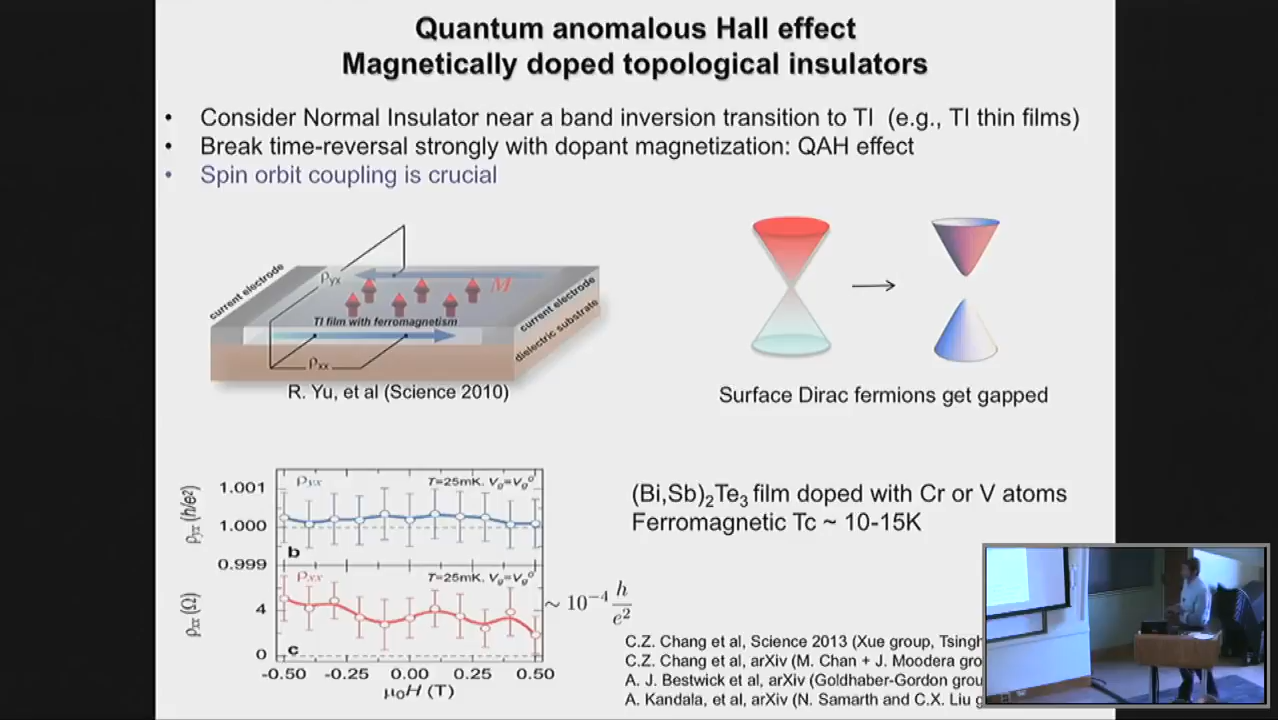 Quantum anomalous Hall effect
Magnetically doped topological insulators
• Consider Normal Insulator near a band inversion transition to TI (e.g., TI thin films)
• Break time-reversal strongly with dopant magnetization: QAH effect
• Spin orbit coupling is crucial
current electrode
ρyx
M
TI film with ferromagnetism
current electrode
dielectric substrate
ρxx
R. Yu, et al (Science 2010)
Surface Dirac fermions get gapped
ρyx (h/e²)
1.001
1.000
0.999
ρyx
T=25mK, Vg=Vg⁰
b
ρxx (Ω)
4
0
ρxx
T=25mK, Vg=Vg⁰
c
-0.50 -0.25 0.00 0.25 0.50
μ₀H (T)
~ 10⁻⁴ h/e²
(Bi,Sb)₂Te₃ film doped with Cr or V atoms
Ferromagnetic Tc ~ 10-15K
C.Z. Chang et al, Science 2013 (Xue group,
C.Z. Chang et al, arXiv (M. Chan + J. Moodera
A. J. Bestwick et al, arXiv (Goldhaber-Gordon
A. Kandala, et al, arXiv (N. Samarth and C.X. Liu